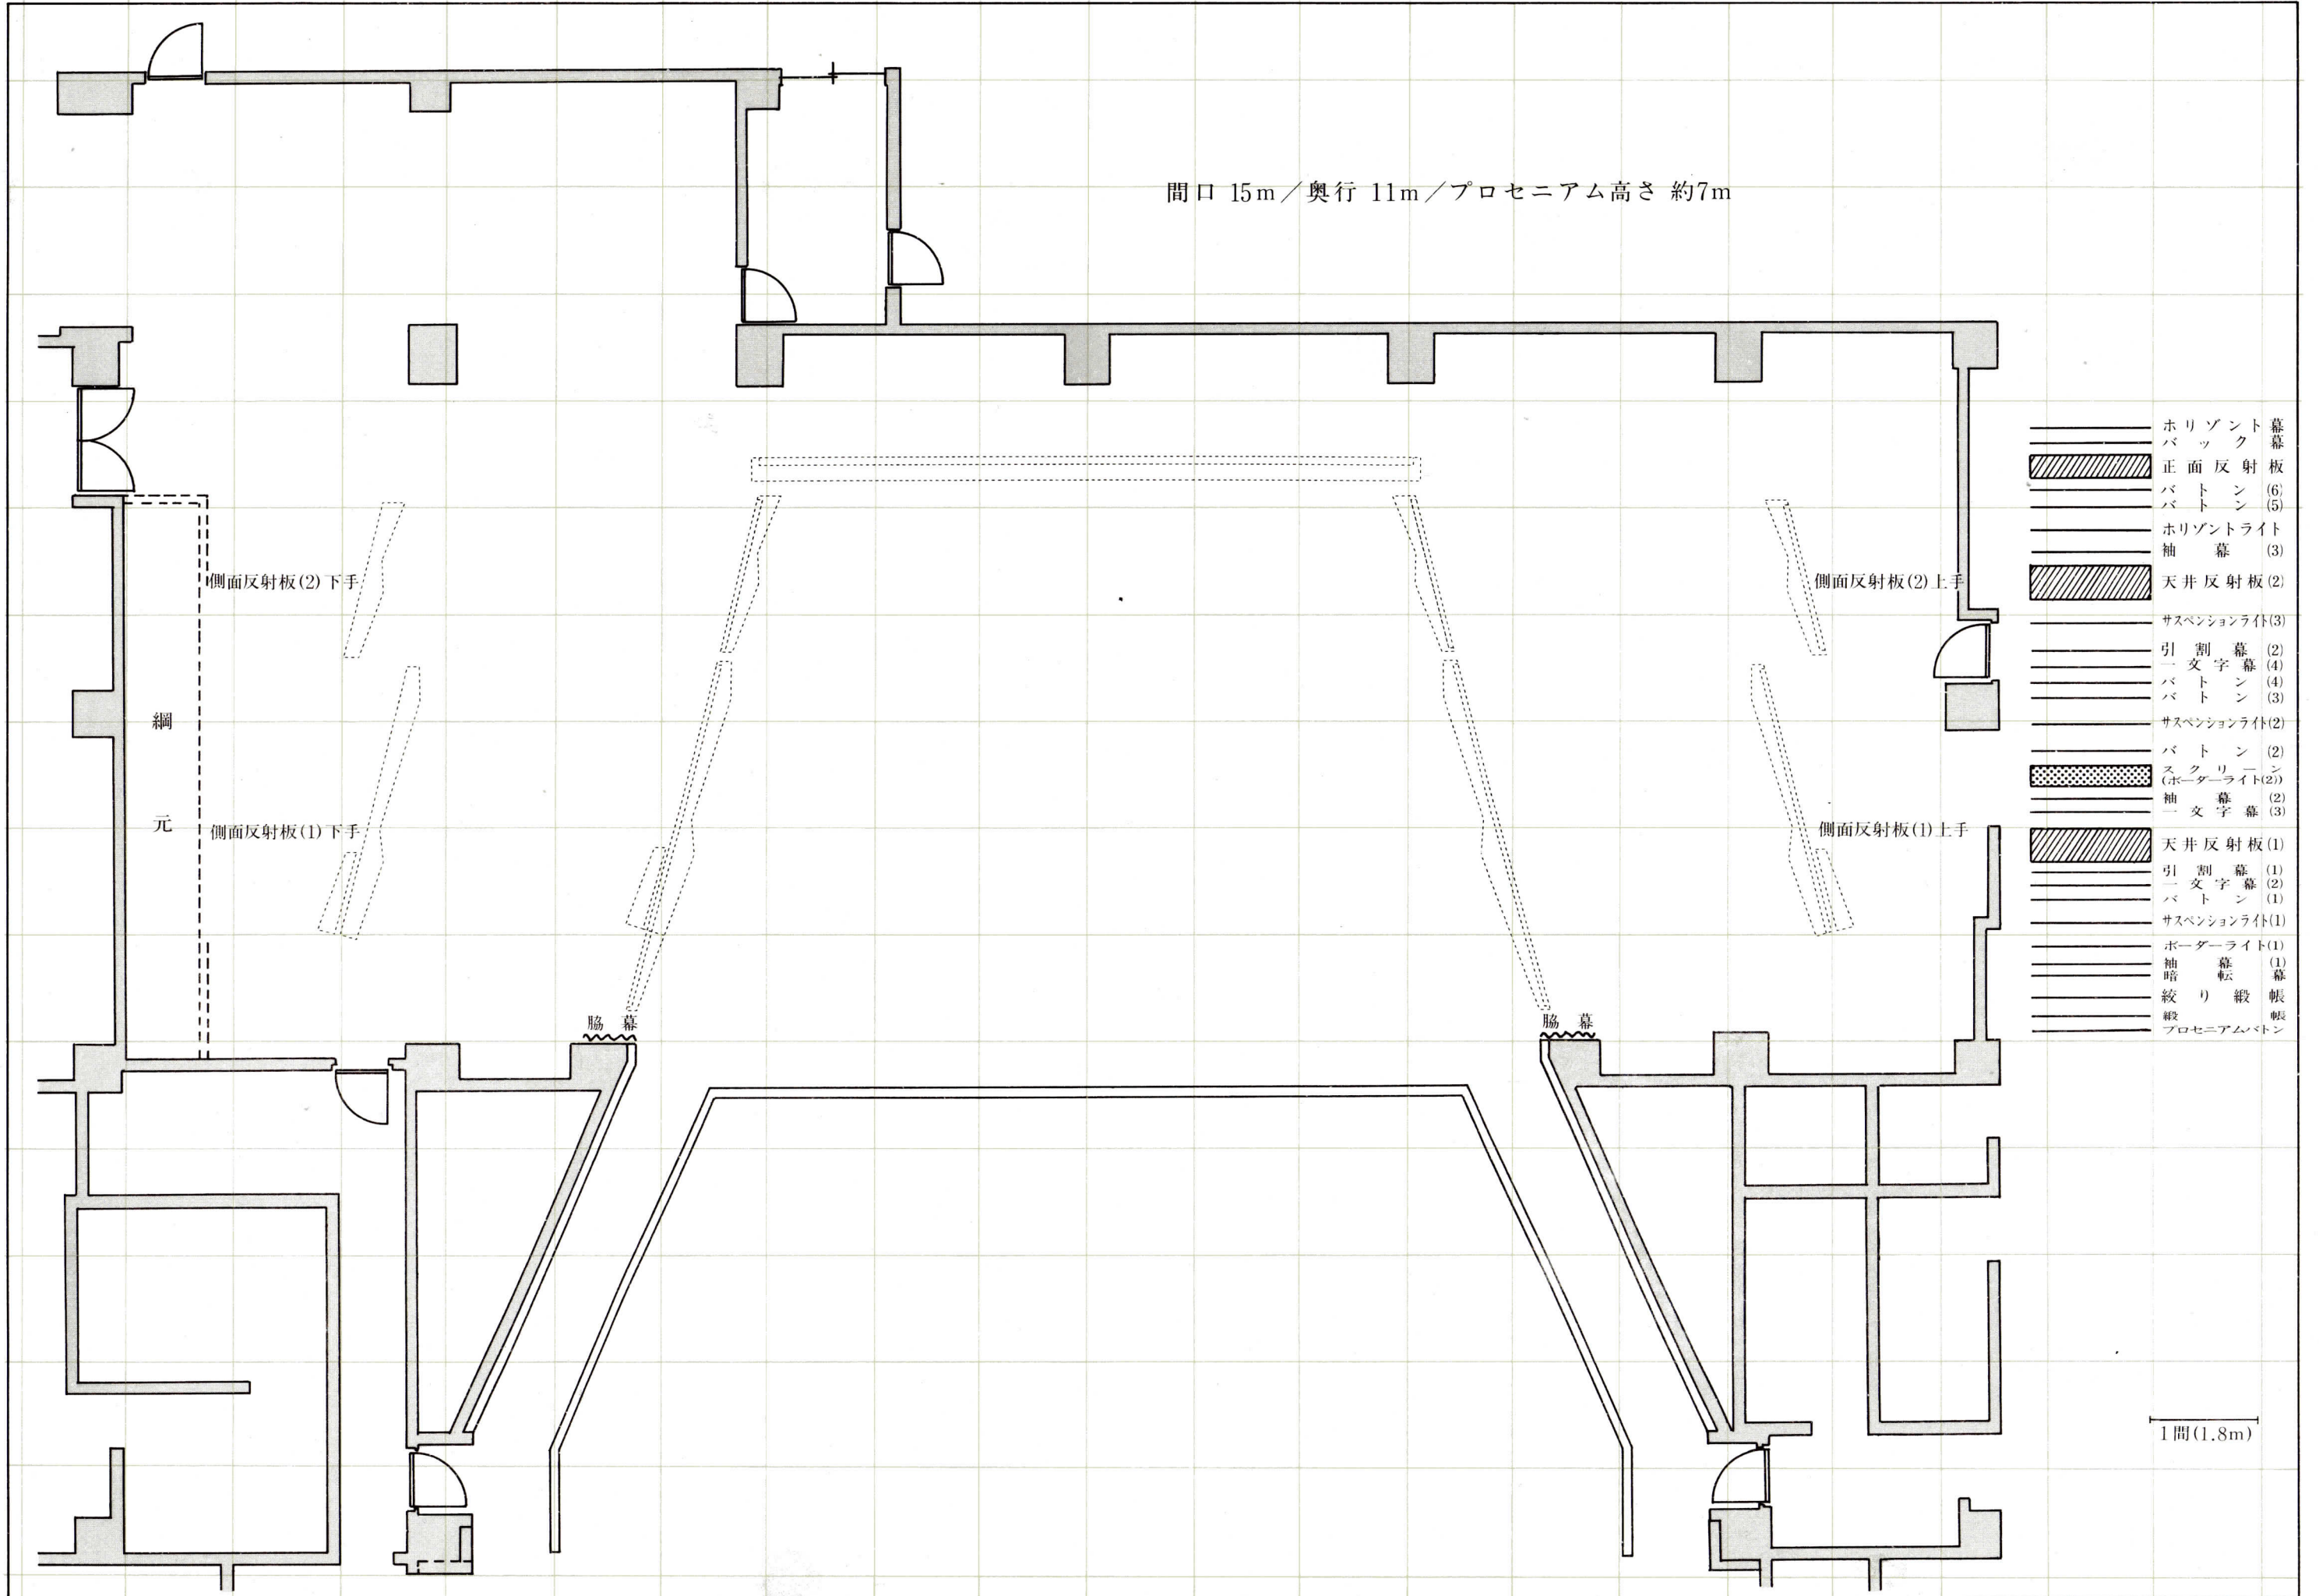 間口 15m／奥行 11m／プロセニアム高さ 約7m
ホリゾント幕
バック幕
正面反射板
バトン(6)
バトン(5)
ホリゾントライト
袖幕(3)
天井反射板(2)
サスペンションライト(3)
引割幕(2)
一文字幕(4)
バトン(4)
バトン(3)
サスペンションライト(2)
バトン(2)
スクリーン
(ボーダーライト(2))
袖幕(2)
一文字幕(3)
天井反射板(1)
引割幕(1)
一文字幕(2)
バトン(1)
サスペンションライト(1)
ボーダーライト(1)
袖幕(1)
暗転幕
絞り緞帳
緞帳
プロセニアムバトン
側面反射板(2)下手
側面反射板(2)上手
綱元
側面反射板(1)下手
側面反射板(1)上手
脇幕
脇幕
1間(1.8m)